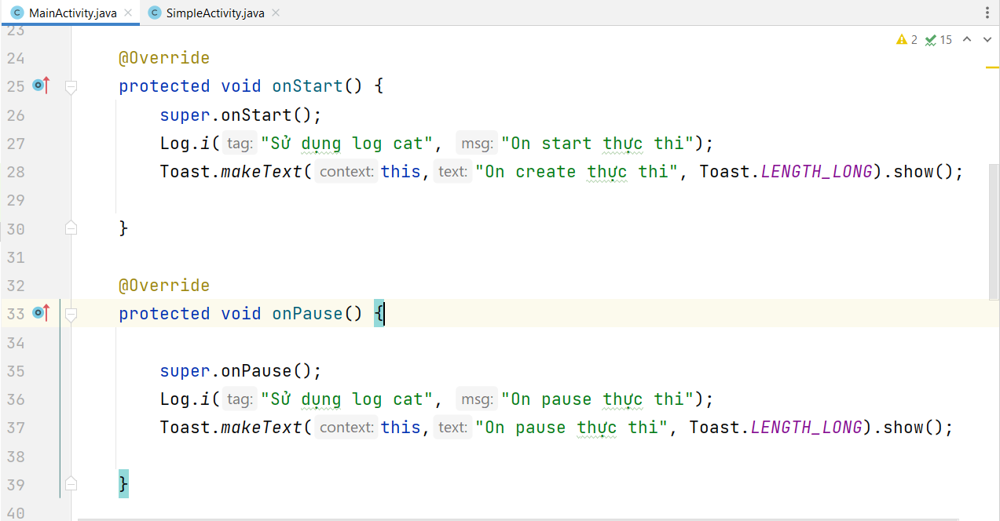 MainActivity.java SimpleActivity.java
2 15
23
24 @Override
25 protected void onStart() {
26 super.onStart();
27 Log.i( tag: "Sử dụng log cat", msg: "On start thực thi");
28 Toast.makeText( context: this, text: "On create thực thi", Toast.LENGTH_LONG).show();
29
30 }
31
32 @Override
33 protected void onPause() {
34
35 super.onPause();
36 Log.i( tag: "Sử dụng log cat", msg: "On pause thực thi");
37 Toast.makeText( context: this, text: "On pause thực thi", Toast.LENGTH_LONG).show();
38
39 }
40